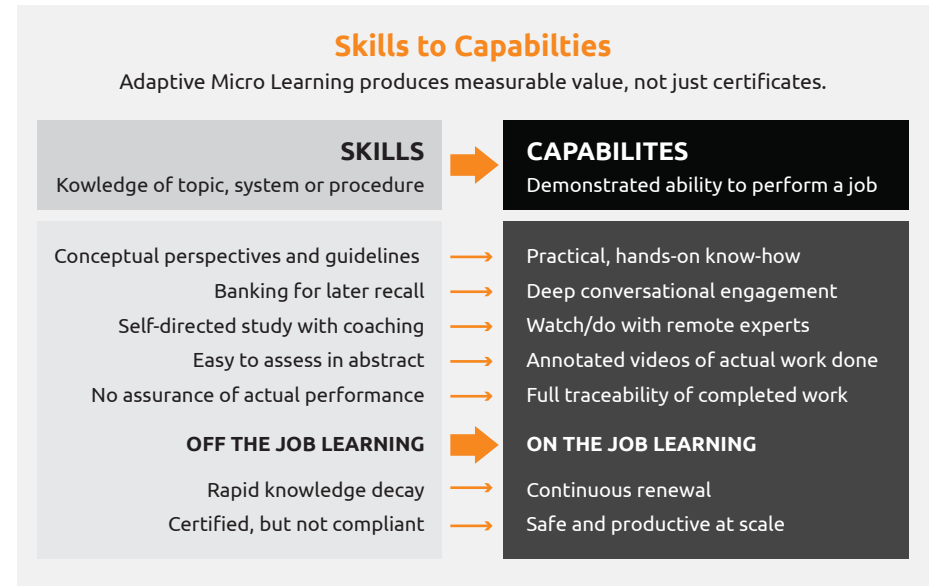 Skills to Capabilties
Adaptive Micro Learning produces measurable value, not just certificates.
SKILLS
Kowledge of topic, system or procedure
CAPABILITES
Demonstrated ability to perform a job
Conceptual perspectives and guidelines
Practical, hands-on know-how
Banking for later recall
Deep conversational engagement
Self-directed study with coaching
Watch/do with remote experts
Easy to assess in abstract
Annotated videos of actual work done
No assurance of actual performance
Full traceability of completed work
OFF THE JOB LEARNING
ON THE JOB LEARNING
Rapid knowledge decay
Continuous renewal
Certified, but not compliant
Safe and productive at scale